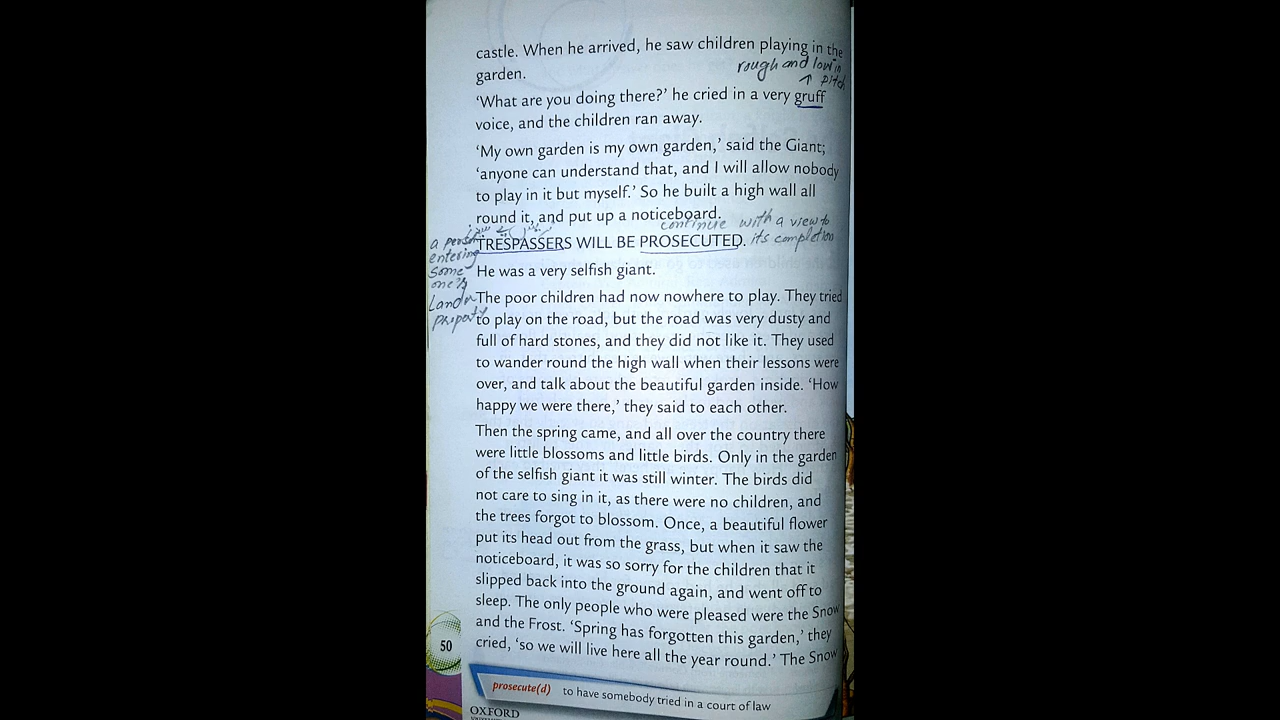 castle. When he arrived, he saw children playing in the
garden.
rough and low in
↑ pitch
'What are you doing there?' he cried in a very gruff
voice, and the children ran away.
'My own garden is my own garden,' said the Giant;
'anyone can understand that, and I will allow nobody
to play in it but myself.' So he built a high wall all
round it, and put up a noticeboard.
continue with a view to
its completion
TRESPASSERS WILL BE PROSECUTED.
a person
entering
some
one's
Land
property
He was a very selfish giant.
The poor children had now nowhere to play. They tried
to play on the road, but the road was very dusty and
full of hard stones, and they did not like it. They used
to wander round the high wall when their lessons were
over, and talk about the beautiful garden inside. 'How
happy we were there,' they said to each other.
Then the spring came, and all over the country there
were little blossoms and little birds. Only in the garden
of the selfish giant it was still winter. The birds did
not care to sing in it, as there were no children, and
the trees forgot to blossom. Once, a beautiful flower
put its head out from the grass, but when it saw the
noticeboard, it was so sorry for the children that it
slipped back into the ground again, and went off to
sleep. The only people who were pleased were the Snow
and the Frost. 'Spring has forgotten this garden,' they
cried, 'so we will live here all the year round.' The Snow
50
prosecute(d) to have somebody tried in a court of law
OXFORD